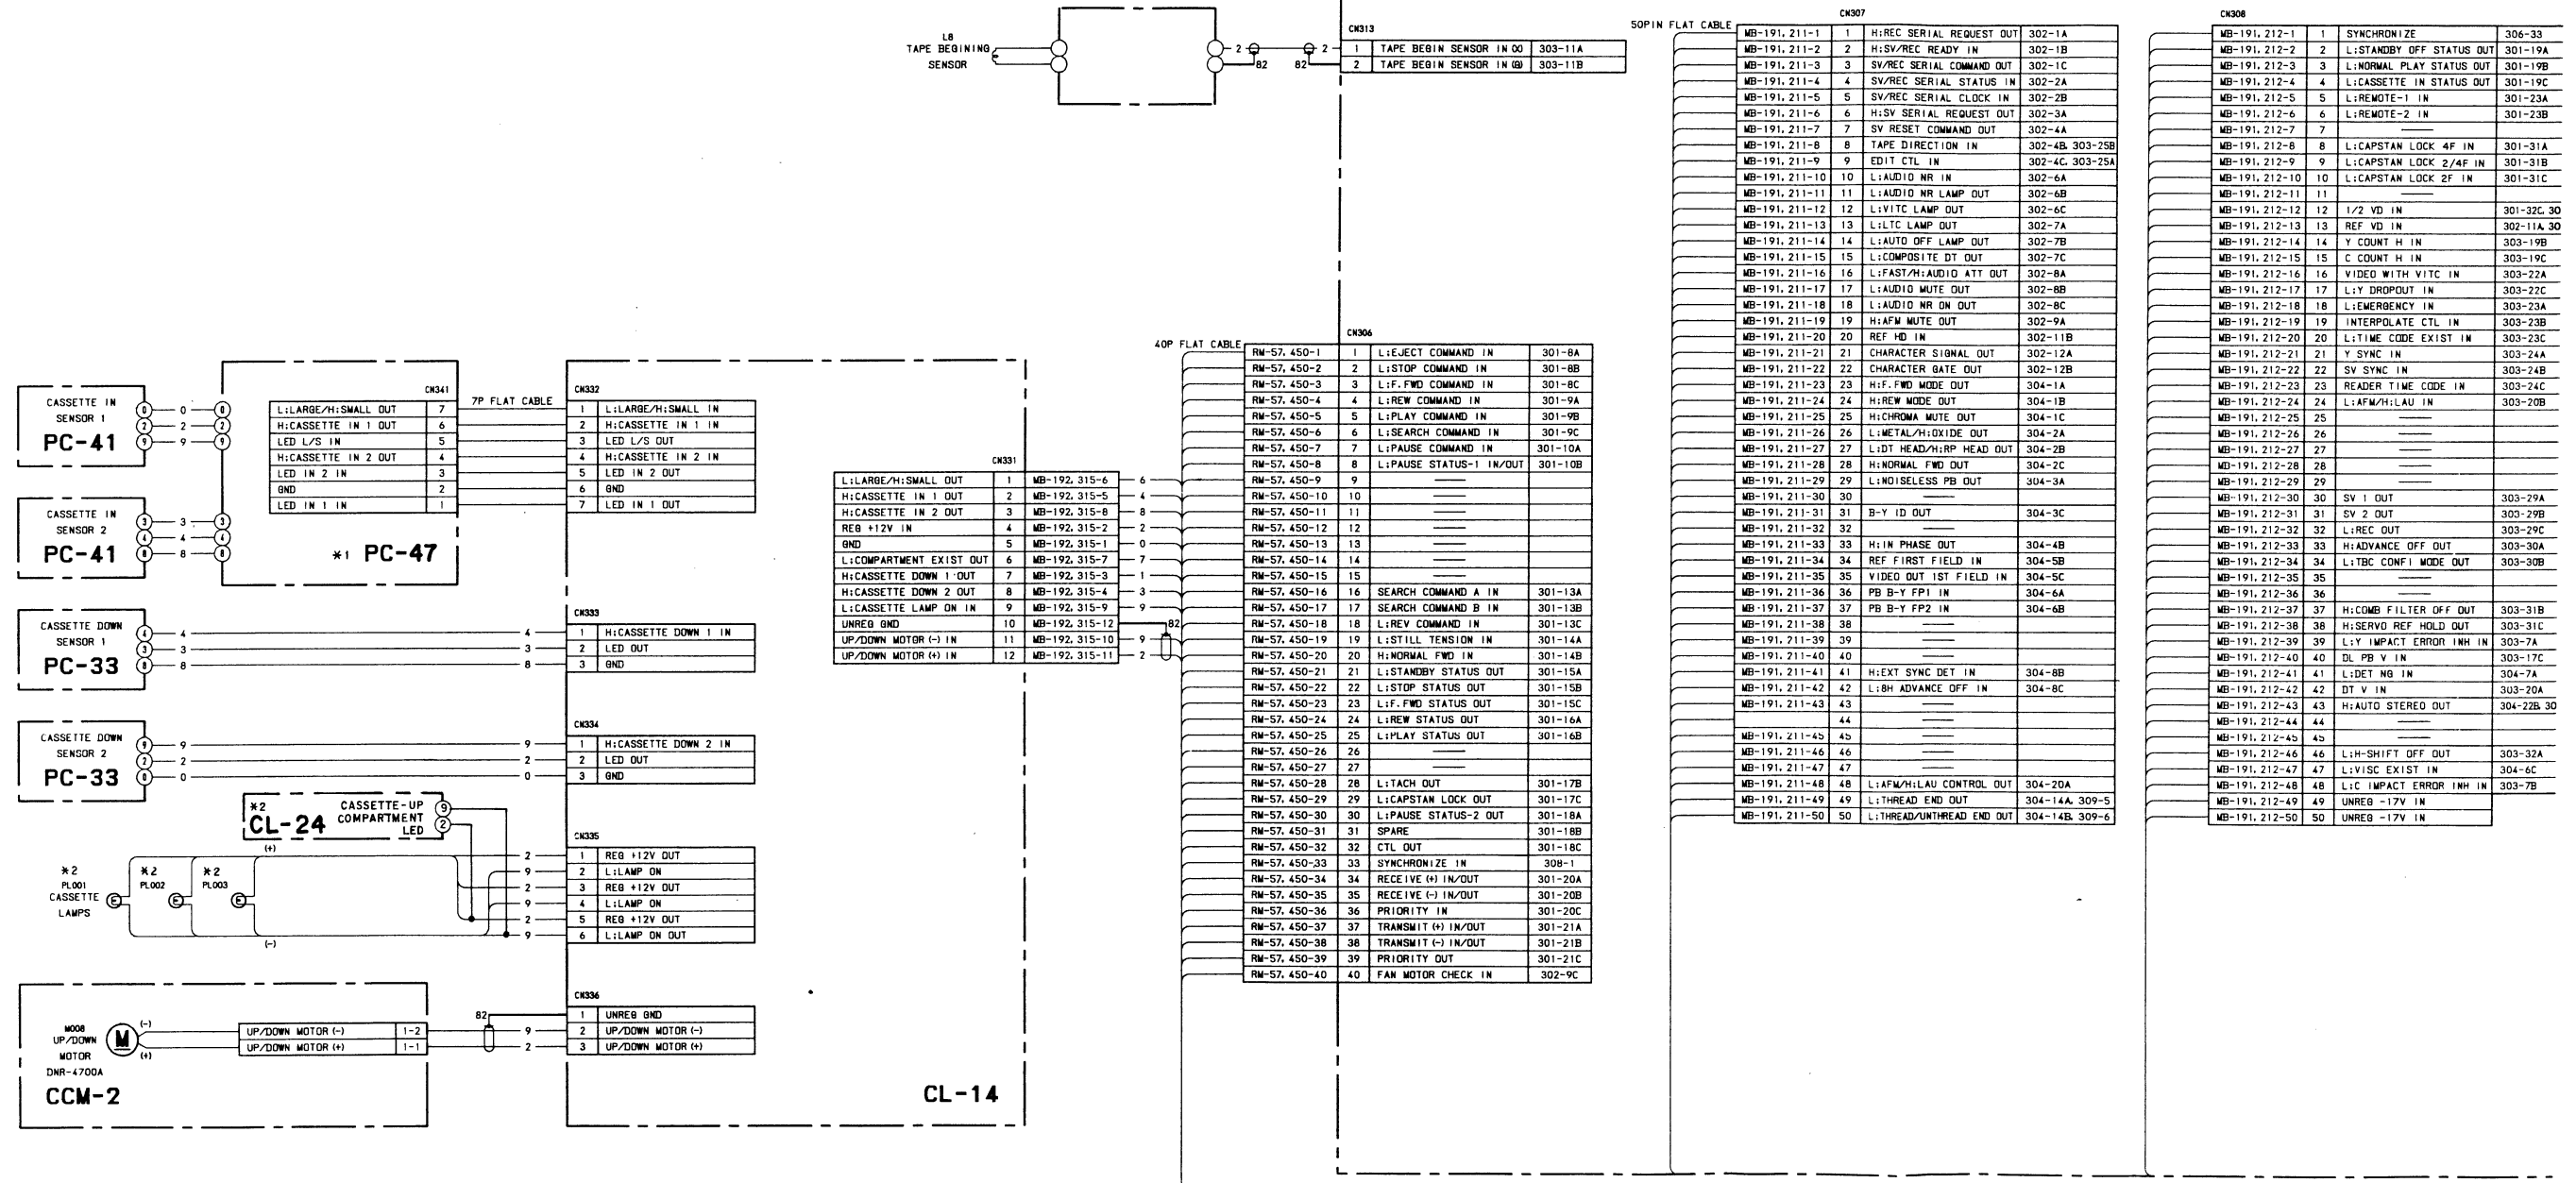 L8
TAPE BEGINING
SENSOR
2 2
82 82
CN313
1 TAPE BEGIN SENSOR IN (X) 303-11A
2 TAPE BEGIN SENSOR IN (G) 303-11B
CASSETTE IN
SENSOR 1
PC-41
0 0 0
2 2 2
9 9 9
CASSETTE IN
SENSOR 2
PC-41
3 3 3
4 4 4
8 8 8
CN341
L:LARGE/H:SMALL OUT 7
H:CASSETTE IN 1 OUT 6
LED L/S IN 5
H:CASSETTE IN 2 OUT 4
LED IN 2 IN 3
GND 2
LED IN 1 IN 1
*1 PC-47
7P FLAT CABLE
CN332
1 L:LARGE/H:SMALL IN
2 H:CASSETTE IN 1 IN
3 LED L/S OUT
4 H:CASSETTE IN 2 IN
5 LED IN 2 OUT
6 GND
7 LED IN 1 OUT
CASSETTE DOWN
SENSOR 1
PC-33
4 4 4
3 3 3
8 8 8
CN333
1 H:CASSETTE DOWN 1 IN
2 LED OUT
3 GND
CASSETTE DOWN
SENSOR 2
PC-33
9 9 9
2 2 2
0 0 0
CN334
1 H:CASSETTE DOWN 2 IN
2 LED OUT
3 GND
*2
CL-24
CASSETTE-UP
COMPARTMENT
LED
9
2
(+)
*2 *2 *2
PL001 PL002 PL003
CASSETTE
LAMPS
(-)
CN335
2 1 REG +12V OUT
9 2 L:LAMP ON
2 3 REG +12V OUT
9 4 L:LAMP ON
2 5 REG +12V OUT
9 6 L:LAMP ON OUT
M008
UP/DOWN
MOTOR
DNR-4700A
CCM-2
M
(-)
(+)
UP/DOWN MOTOR (-) 1-2
UP/DOWN MOTOR (+) 1-1
CN336
82 1 UNREG GND
9 2 UP/DOWN MOTOR (-)
2 3 UP/DOWN MOTOR (+)
CL-14
CN331
L:LARGE/H:SMALL OUT 1 MB-192. 315-6 6
H:CASSETTE IN 1 OUT 2 MB-192. 315-5 4
H:CASSETTE IN 2 OUT 3 MB-192. 315-8 8
REG +12V IN 4 MB-192. 315-2 2
GND 5 MB-192. 315-1 0
L:COMPARTMENT EXIST OUT 6 MB-192. 315-7 7
H:CASSETTE DOWN 1 OUT 7 MB-192. 315-3 1
H:CASSETTE DOWN 2 OUT 8 MB-192. 315-4 3
L:CASSETTE LAMP ON IN 9 MB-192. 315-9 9
UNREG GND 10 MB-192. 315-12 82
UP/DOWN MOTOR (-) IN 11 MB-192. 315-10 9
UP/DOWN MOTOR (+) IN 12 MB-192. 315-11 2
40P FLAT CABLE
CN306
RM-57. 450-1 1 L:EJECT COMMAND IN 301-8A
RM-57. 450-2 2 L:STOP COMMAND IN 301-8B
RM-57. 450-3 3 L:F. FWD COMMAND IN 301-8C
RM-57. 450-4 4 L:REW COMMAND IN 301-9A
RM-57. 450-5 5 L:PLAY COMMAND IN 301-9B
RM-57. 450-6 6 L:SEARCH COMMAND IN 301-9C
RM-57. 450-7 7 L:PAUSE COMMAND IN 301-10A
RM-57. 450-8 8 L:PAUSE STATUS-1 IN/OUT 301-10B
RM-57. 450-9 9
RM-57. 450-10 10
RM-57. 450-11 11
RM-57. 450-12 12
RM-57. 450-13 13
RM-57. 450-14 14
RM-57. 450-15 15
RM-57. 450-16 16 SEARCH COMMAND A IN 301-13A
RM-57. 450-17 17 SEARCH COMMAND B IN 301-13B
RM-57. 450-18 18 L:REV COMMAND IN 301-13C
RM-57. 450-19 19 L:STILL TENSION IN 301-14A
RM-57. 450-20 20 H:NORMAL FWD IN 301-14B
RM-57. 450-21 21 L:STANDBY STATUS OUT 301-15A
RM-57. 450-22 22 L:STOP STATUS OUT 301-15B
RM-57. 450-23 23 L:F. FWD STATUS OUT 301-15C
RM-57. 450-24 24 L:REW STATUS OUT 301-16A
RM-57. 450-25 25 L:PLAY STATUS OUT 301-16B
RM-57. 450-26 26
RM-57. 450-27 27
RM-57. 450-28 28 L:TACH OUT 301-17B
RM-57. 450-29 29 L:CAPSTAN LOCK OUT 301-17C
RM-57. 450-30 30 L:PAUSE STATUS-2 OUT 301-18A
RM-57. 450-31 31 SPARE 301-18B
RM-57. 450-32 32 CTL OUT 301-18C
RM-57. 450-33 33 SYNCHRONIZE IN 308-1
RM-57. 450-34 34 RECEIVE (+) IN/OUT 301-20A
RM-57. 450-35 35 RECEIVE (-) IN/OUT 301-20B
RM-57. 450-36 36 PRIORITY IN 301-20C
RM-57. 450-37 37 TRANSMIT (+) IN/OUT 301-21A
RM-57. 450-38 38 TRANSMIT (-) IN/OUT 301-21B
RM-57. 450-39 39 PRIORITY OUT 301-21C
RM-57. 450-40 40 FAN MOTOR CHECK IN 302-9C
50PIN FLAT CABLE
CN307
MB-191. 211-1 1 H:REC SERIAL REQUEST OUT 302-1A
MB-191. 211-2 2 H:SV/REC READY IN 302-1B
MB-191. 211-3 3 SV/REC SERIAL COMMAND OUT 302-1C
MB-191. 211-4 4 SV/REC SERIAL STATUS IN 302-2A
MB-191. 211-5 5 SV/REC SERIAL CLOCK IN 302-2B
MB-191. 211-6 6 H:SV SERIAL REQUEST OUT 302-3A
MB-191. 211-7 7 SV RESET COMMAND OUT 302-4A
MB-191. 211-8 8 TAPE DIRECTION IN 302-4B, 303-25B
MB-191. 211-9 9 EDIT CTL IN 302-4C, 303-25A
MB-191. 211-10 10 L:AUDIO NR IN 302-6A
MB-191. 211-11 11 L:AUDIO NR LAMP OUT 302-6B
MB-191. 211-12 12 L:VITC LAMP OUT 302-6C
MB-191. 211-13 13 L:LTC LAMP OUT 302-7A
MB-191. 211-14 14 L:AUTO OFF LAMP OUT 302-7B
MB-191. 211-15 15 L:COMPOSITE DT OUT 302-7C
MB-191. 211-16 16 L:FAST/H:AUDIO ATT OUT 302-8A
MB-191. 211-17 17 L:AUDIO MUTE OUT 302-8B
MB-191. 211-18 18 L:AUDIO NR ON OUT 302-8C
MB-191. 211-19 19 H:AFM MUTE OUT 302-9A
MB-191. 211-20 20 REF HD IN 302-11B
MB-191. 211-21 21 CHARACTER SIGNAL OUT 302-12A
MB-191. 211-22 22 CHARACTER GATE OUT 302-12B
MB-191. 211-23 23 H:F. FWD MODE OUT 304-1A
MB-191. 211-24 24 H:REW MODE OUT 304-1B
MB-191. 211-25 25 H:CHROMA MUTE OUT 304-1C
MB-191. 211-26 26 L:METAL/H:OXIDE OUT 304-2A
MB-191. 211-27 27 L:DT HEAD/H:RP HEAD OUT 304-2B
MB-191. 211-28 28 H:NORMAL FWD OUT 304-2C
MB-191. 211-29 29 L:NOISELESS PB OUT 304-3A
MB-191. 211-30 30
MB-191. 211-31 31 B-Y ID OUT 304-3C
MB-191. 211-32 32
MB-191. 211-33 33 H:IN PHASE OUT 304-4B
MB-191. 211-34 34 REF FIRST FIELD IN 304-5B
MB-191. 211-35 35 VIDEO OUT 1ST FIELD IN 304-5C
MB-191. 211-36 36 PB B-Y FP1 IN 304-6A
MB-191. 211-37 37 PB B-Y FP2 IN 304-6B
MB-191. 211-38 38
MB-191. 211-39 39
MB-191. 211-40 40
MB-191. 211-41 41 H:EXT SYNC DET IN 304-8B
MB-191. 211-42 42 L:8H ADVANCE OFF IN 304-8C
MB-191. 211-43 43
44
MB-191. 211-45 45
MB-191. 211-46 46
MB-191. 211-47 47
MB-191. 211-48 48 L:AFM/H:LAU CONTROL OUT 304-20A
MB-191. 211-49 49 L:THREAD END OUT 304-14A, 309-5
MB-191. 211-50 50 L:THREAD/UNTHREAD END OUT 304-14B, 309-6
CN308
MB-191. 212-1 1 SYNCHRONIZE 306-33
MB-191. 212-2 2 L:STANDBY OFF STATUS OUT 301-19A
MB-191. 212-3 3 L:NORMAL PLAY STATUS OUT 301-19B
MB-191. 212-4 4 L:CASSETTE IN STATUS OUT 301-19C
MB-191. 212-5 5 L:REMOTE-1 IN 301-23A
MB-191. 212-6 6 L:REMOTE-2 IN 301-23B
MB-191. 212-7 7
MB-191. 212-8 8 L:CAPSTAN LOCK 4F IN 301-31A
MB-191. 212-9 9 L:CAPSTAN LOCK 2/4F IN 301-31B
MB-191. 212-10 10 L:CAPSTAN LOCK 2F IN 301-31C
MB-191. 212-11 11
MB-191. 212-12 12 1/2 VD IN 301-32C, 30
MB-191. 212-13 13 REF VD IN 302-11A, 30
MB-191. 212-14 14 Y COUNT H IN 303-19B
MB-191. 212-15 15 C COUNT H IN 303-19C
MB-191. 212-16 16 VIDEO WITH VITC IN 303-22A
MB-191. 212-17 17 L:Y DROPOUT IN 303-22C
MB-191. 212-18 18 L:EMERGENCY IN 303-23A
MB-191. 212-19 19 INTERPOLATE CTL IN 303-23B
MB-191. 212-20 20 L:TIME CODE EXIST IN 303-23C
MB-191. 212-21 21 Y SYNC IN 303-24A
MB-191. 212-22 22 SV SYNC IN 303-24B
MB-191. 212-23 23 READER TIME CODE IN 303-24C
MB-191. 212-24 24 L:AFM/H:LAU IN 303-20B
MB-191. 212-25 25
MB-191. 212-26 26
MB-191. 212-27 27
MB-191. 212-28 28
MB-191. 212-29 29
MB-191. 212-30 30 SV 1 OUT 303-29A
MB-191. 212-31 31 SV 2 OUT 303-29B
MB-191. 212-32 32 L:REC OUT 303-29C
MB-191. 212-33 33 H:ADVANCE OFF OUT 303-30A
MB-191. 212-34 34 L:TBC CONFI MODE OUT 303-30B
MB-191. 212-35 35
MB-191. 212-36 36
MB-191. 212-37 37 H:COMB FILTER OFF OUT 303-31B
MB-191. 212-38 38 H:SERVO REF HOLD OUT 303-31C
MB-191. 212-39 39 L:Y IMPACT ERROR INH IN 303-7A
MB-191. 212-40 40 DL PB V IN 303-17C
MB-191. 212-41 41 L:DET NG IN 304-7A
MB-191. 212-42 42 DT V IN 303-20A
MB-191. 212-43 43 H:AUTO STEREO OUT 304-22B, 30
MB-191. 212-44 44
MB-191. 212-45 45
MB-191. 212-46 46 L:H-SHIFT OFF OUT 303-32A
MB-191. 212-47 47 L:VISC EXIST IN 304-6C
MB-191. 212-48 48 L:C IMPACT ERROR INH IN 303-7B
MB-191. 212-49 49 UNREG -17V IN
MB-191. 212-50 50 UNREG -17V IN